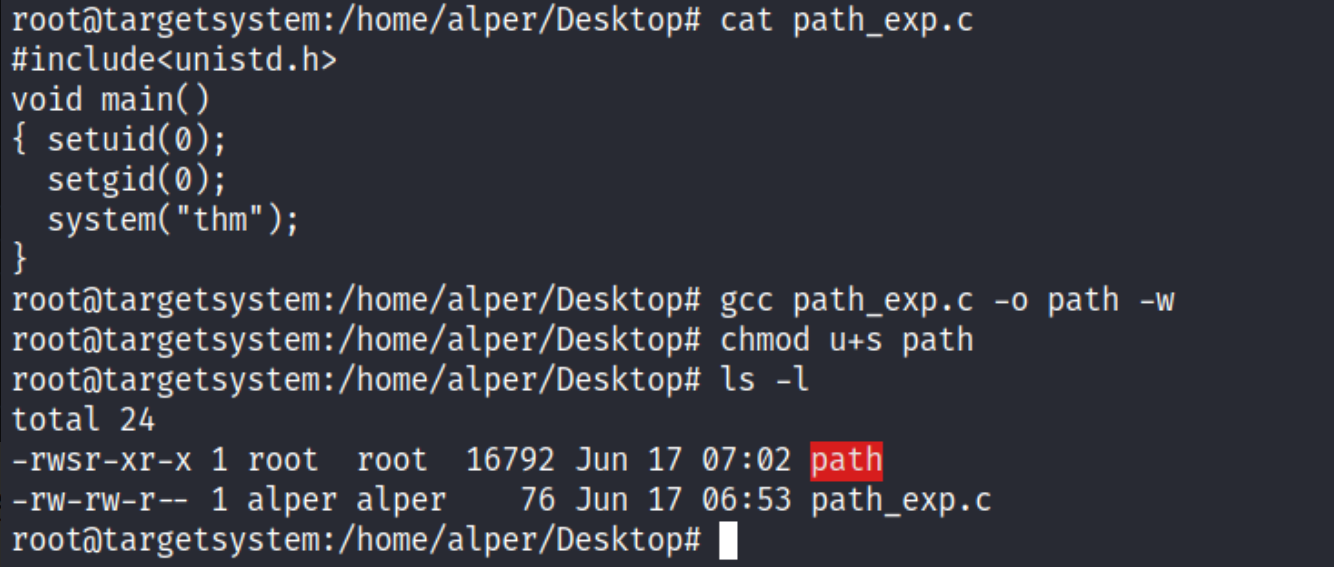 root@targetsystem:/home/alper/Desktop# cat path_exp.c
#include<unistd.h>
void main()
{ setuid(0);
  setgid(0);
  system("thm");
}
root@targetsystem:/home/alper/Desktop# gcc path_exp.c -o path -w
root@targetsystem:/home/alper/Desktop# chmod u+s path
root@targetsystem:/home/alper/Desktop# ls -l
total 24
-rwsr-xr-x 1 root  root  16792 Jun 17 07:02 path
-rw-rw-r-- 1 alper alper    76 Jun 17 06:53 path_exp.c
root@targetsystem:/home/alper/Desktop#